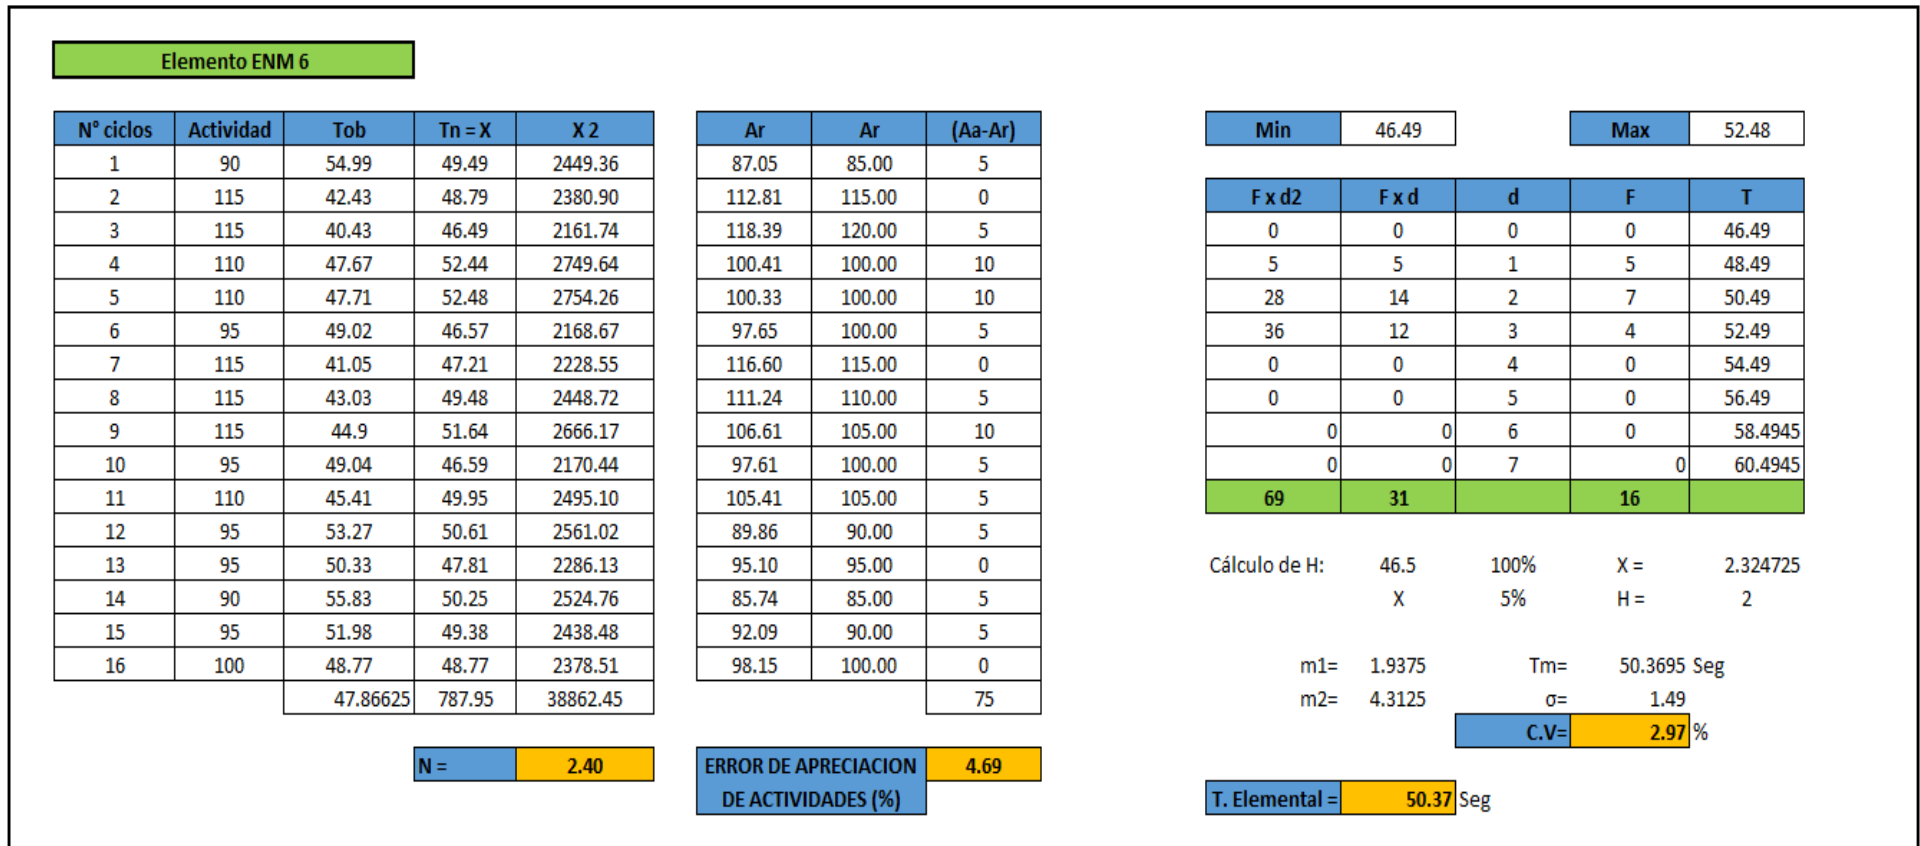 Elemento ENM 6
N° ciclos Actividad Tob Tn = X X 2 Ar Ar (Aa-Ar) Min 46.49 Max 52.48
1 90 54.99 49.49 2449.36 87.05 85.00 5
2 115 42.43 48.79 2380.90 112.81 115.00 0 F x d2 F x d d F T
3 115 40.43 46.49 2161.74 118.39 120.00 5 0 0 0 0 46.49
4 110 47.67 52.44 2749.64 100.41 100.00 10 5 5 1 5 48.49
5 110 47.71 52.48 2754.26 100.33 100.00 10 28 14 2 7 50.49
6 95 49.02 46.57 2168.67 97.65 100.00 5 36 12 3 4 52.49
7 115 41.05 47.21 2228.55 116.60 115.00 0 0 0 4 0 54.49
8 115 43.03 49.48 2448.72 111.24 110.00 5 0 0 5 0 56.49
9 115 44.9 51.64 2666.17 106.61 105.00 10 0 0 6 0 58.4945
10 95 49.04 46.59 2170.44 97.61 100.00 5 0 0 7 0 60.4945
11 110 45.41 49.95 2495.10 105.41 105.00 5 69 31 16
12 95 53.27 50.61 2561.02 89.86 90.00 5
13 95 50.33 47.81 2286.13 95.10 95.00 0 Cálculo de H: 46.5 100% X = 2.324725
14 90 55.83 50.25 2524.76 85.74 85.00 5 X 5% H = 2
15 95 51.98 49.38 2438.48 92.09 90.00 5
16 100 48.77 48.77 2378.51 98.15 100.00 0 m1= 1.9375 Tm= 50.3695 Seg
47.86625 787.95 38862.45 75 m2= 4.3125 σ= 1.49
C.V= 2.97 %
N = 2.40 ERROR DE APRECIACION 4.69
DE ACTIVIDADES (%) T. Elemental = 50.37 Seg